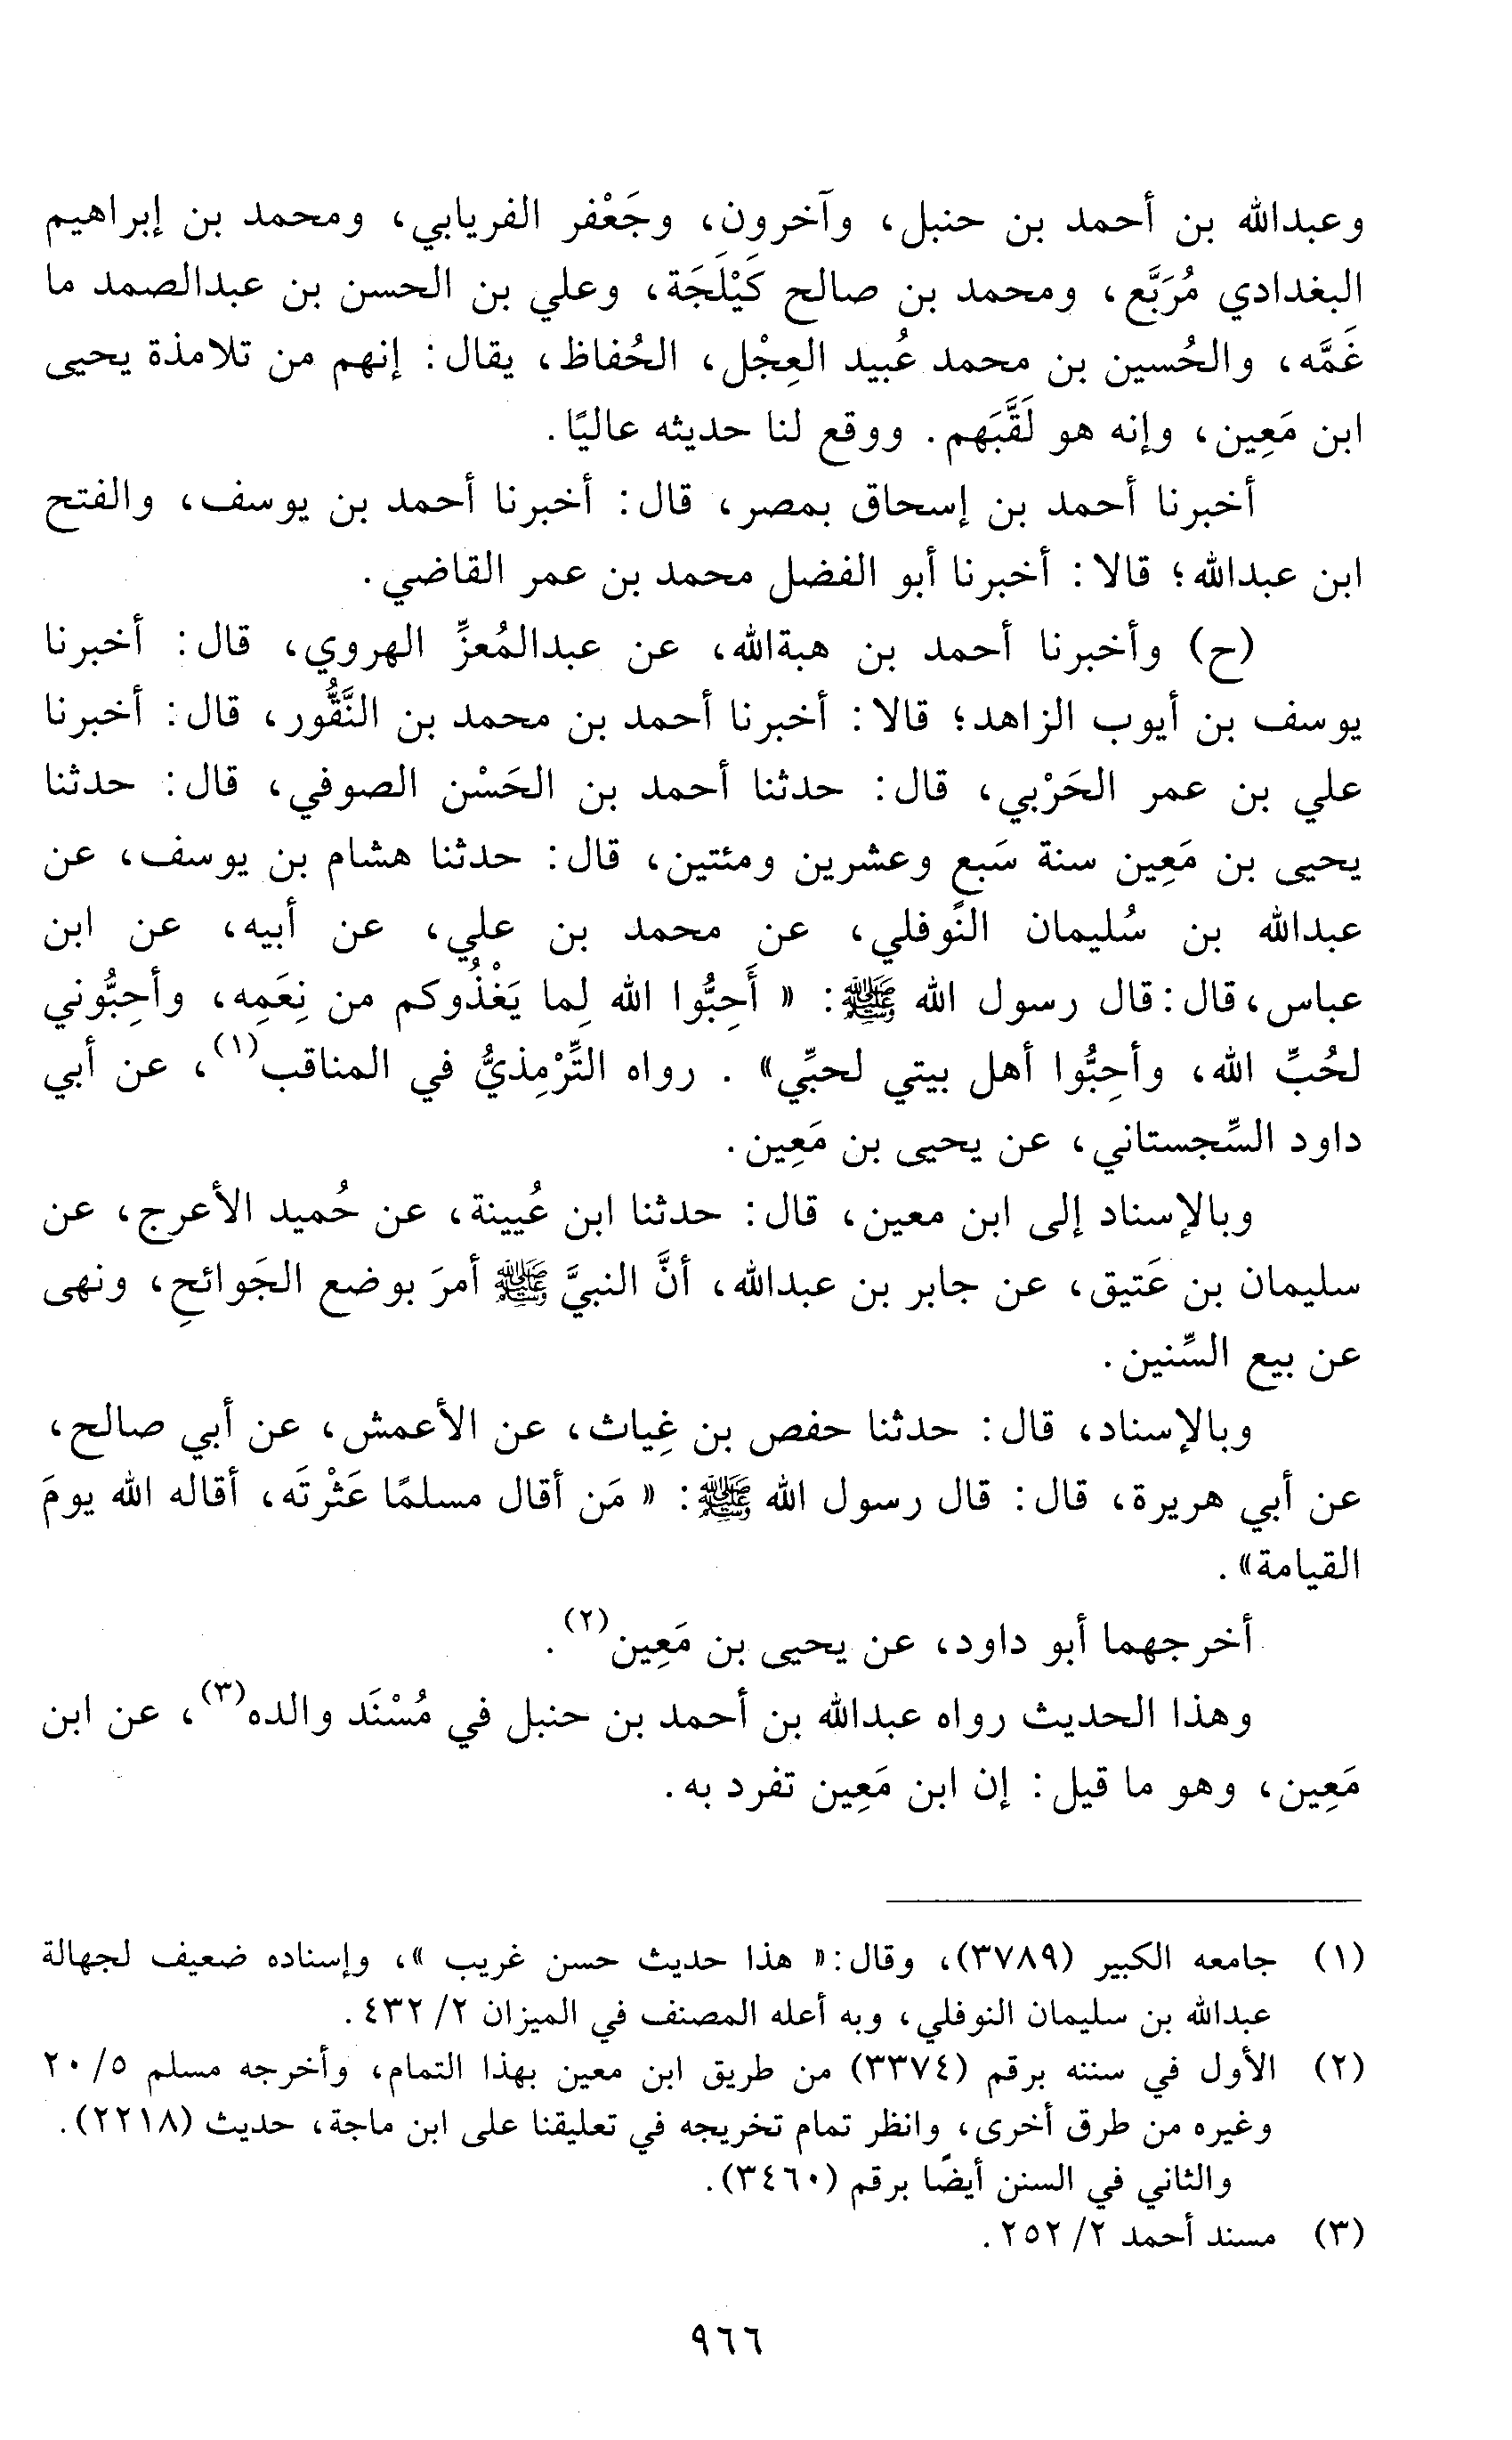 وعبدالله بن أحمد بن حنبل، وآخرون، وجَعْفر الفريابي، ومحمد بن إبراهيم
البغدادي مُرَبَّع، ومحمد بن صالح كَيْلَجَة، وعلي بن الحسن بن عبدالصمد ما
غَمَّه، والحُسين بن محمد عُبيد العِجْل، الحُفاظ، يقال: إنهم من تلامذة يحيى
ابن مَعِين، وإنه هو لَقَّبَهم. ووقع لنا حديثه عاليًا.
أخبرنا أحمد بن إسحاق بمصر، قال: أخبرنا أحمد بن يوسف، والفتح
ابن عبدالله؛ قالا: أخبرنا أبو الفضل محمد بن عمر القاضي.
(ح) وأخبرنا أحمد بن هبةالله، عن عبدالمُعزِّ الهروي، قال: أخبرنا
يوسف بن أيوب الزاهد؛ قالا: أخبرنا أحمد بن محمد بن النَّقُّور، قال: أخبرنا
علي بن عمر الحَرْبي، قال: حدثنا أحمد بن الحَسْن الصوفي، قال: حدثنا
يحيى بن مَعِين سنة سَبع وعشرين ومئتين، قال: حدثنا هشام بن يوسف، عن
عبدالله بن سُليمان النًوفلي، عن محمد بن علي، عن أبيه، عن ابن
عباس، قال: قال رسول الله ﷺ: «أَحِبُّوا الله لِما يَغْذُوكم من نِعَمِه، وأحِبُّوني
لحُبِّ الله، وأحِبُّوا أهل بيتي لحبِّي». رواه التِّرْمِذيُّ في المناقب(١)، عن أبي
داود السِّجستاني، عن يحيى بن مَعِين.
وبالإسناد إلى ابن معين، قال: حدثنا ابن عُيينة، عن حُميد الأعرج، عن
سليمان بن عَتيق، عن جابر بن عبدالله، أنَّ النبيَّ ﷺ أمرَ بوضع الجَوائحِ، ونهى
عن بيع السِّنين.
وبالإسناد، قال: حدثنا حفص بن غِياث، عن الأعمش، عن أبي صالح،
عن أبي هريرة، قال: قال رسول الله ﷺ: «مَن أقال مسلمًا عَثْرتَه، أقاله الله يومَ
القيامة».
أخرجهما أبو داود، عن يحيى بن مَعِين(٢).
وهذا الحديث رواه عبدالله بن أحمد بن حنبل في مُسْنَد والده(٣)، عن ابن
مَعِين، وهو ما قيل: إن ابن مَعِين تفرد به.
(١) جامعه الكبير (٣٧٨٩)، وقال: «هذا حديث حسن غريب»، وإسناده ضعيف لجهالة
عبدالله بن سليمان النوفلي، وبه أعله المصنف في الميزان ٢/ ٤٣٢.
(٢) الأول في سننه برقم (٣٣٧٤) من طريق ابن معين بهذا التمام، وأخرجه مسلم ٥/ ٢٠
وغيره من طرق أخرى، وانظر تمام تخريجه في تعليقنا على ابن ماجة، حديث (٢٢١٨).
والثاني في السنن أيضًا برقم (٣٤٦٠).
(٣) مسند أحمد ٢/ ٢٥٢.
٩٦٦